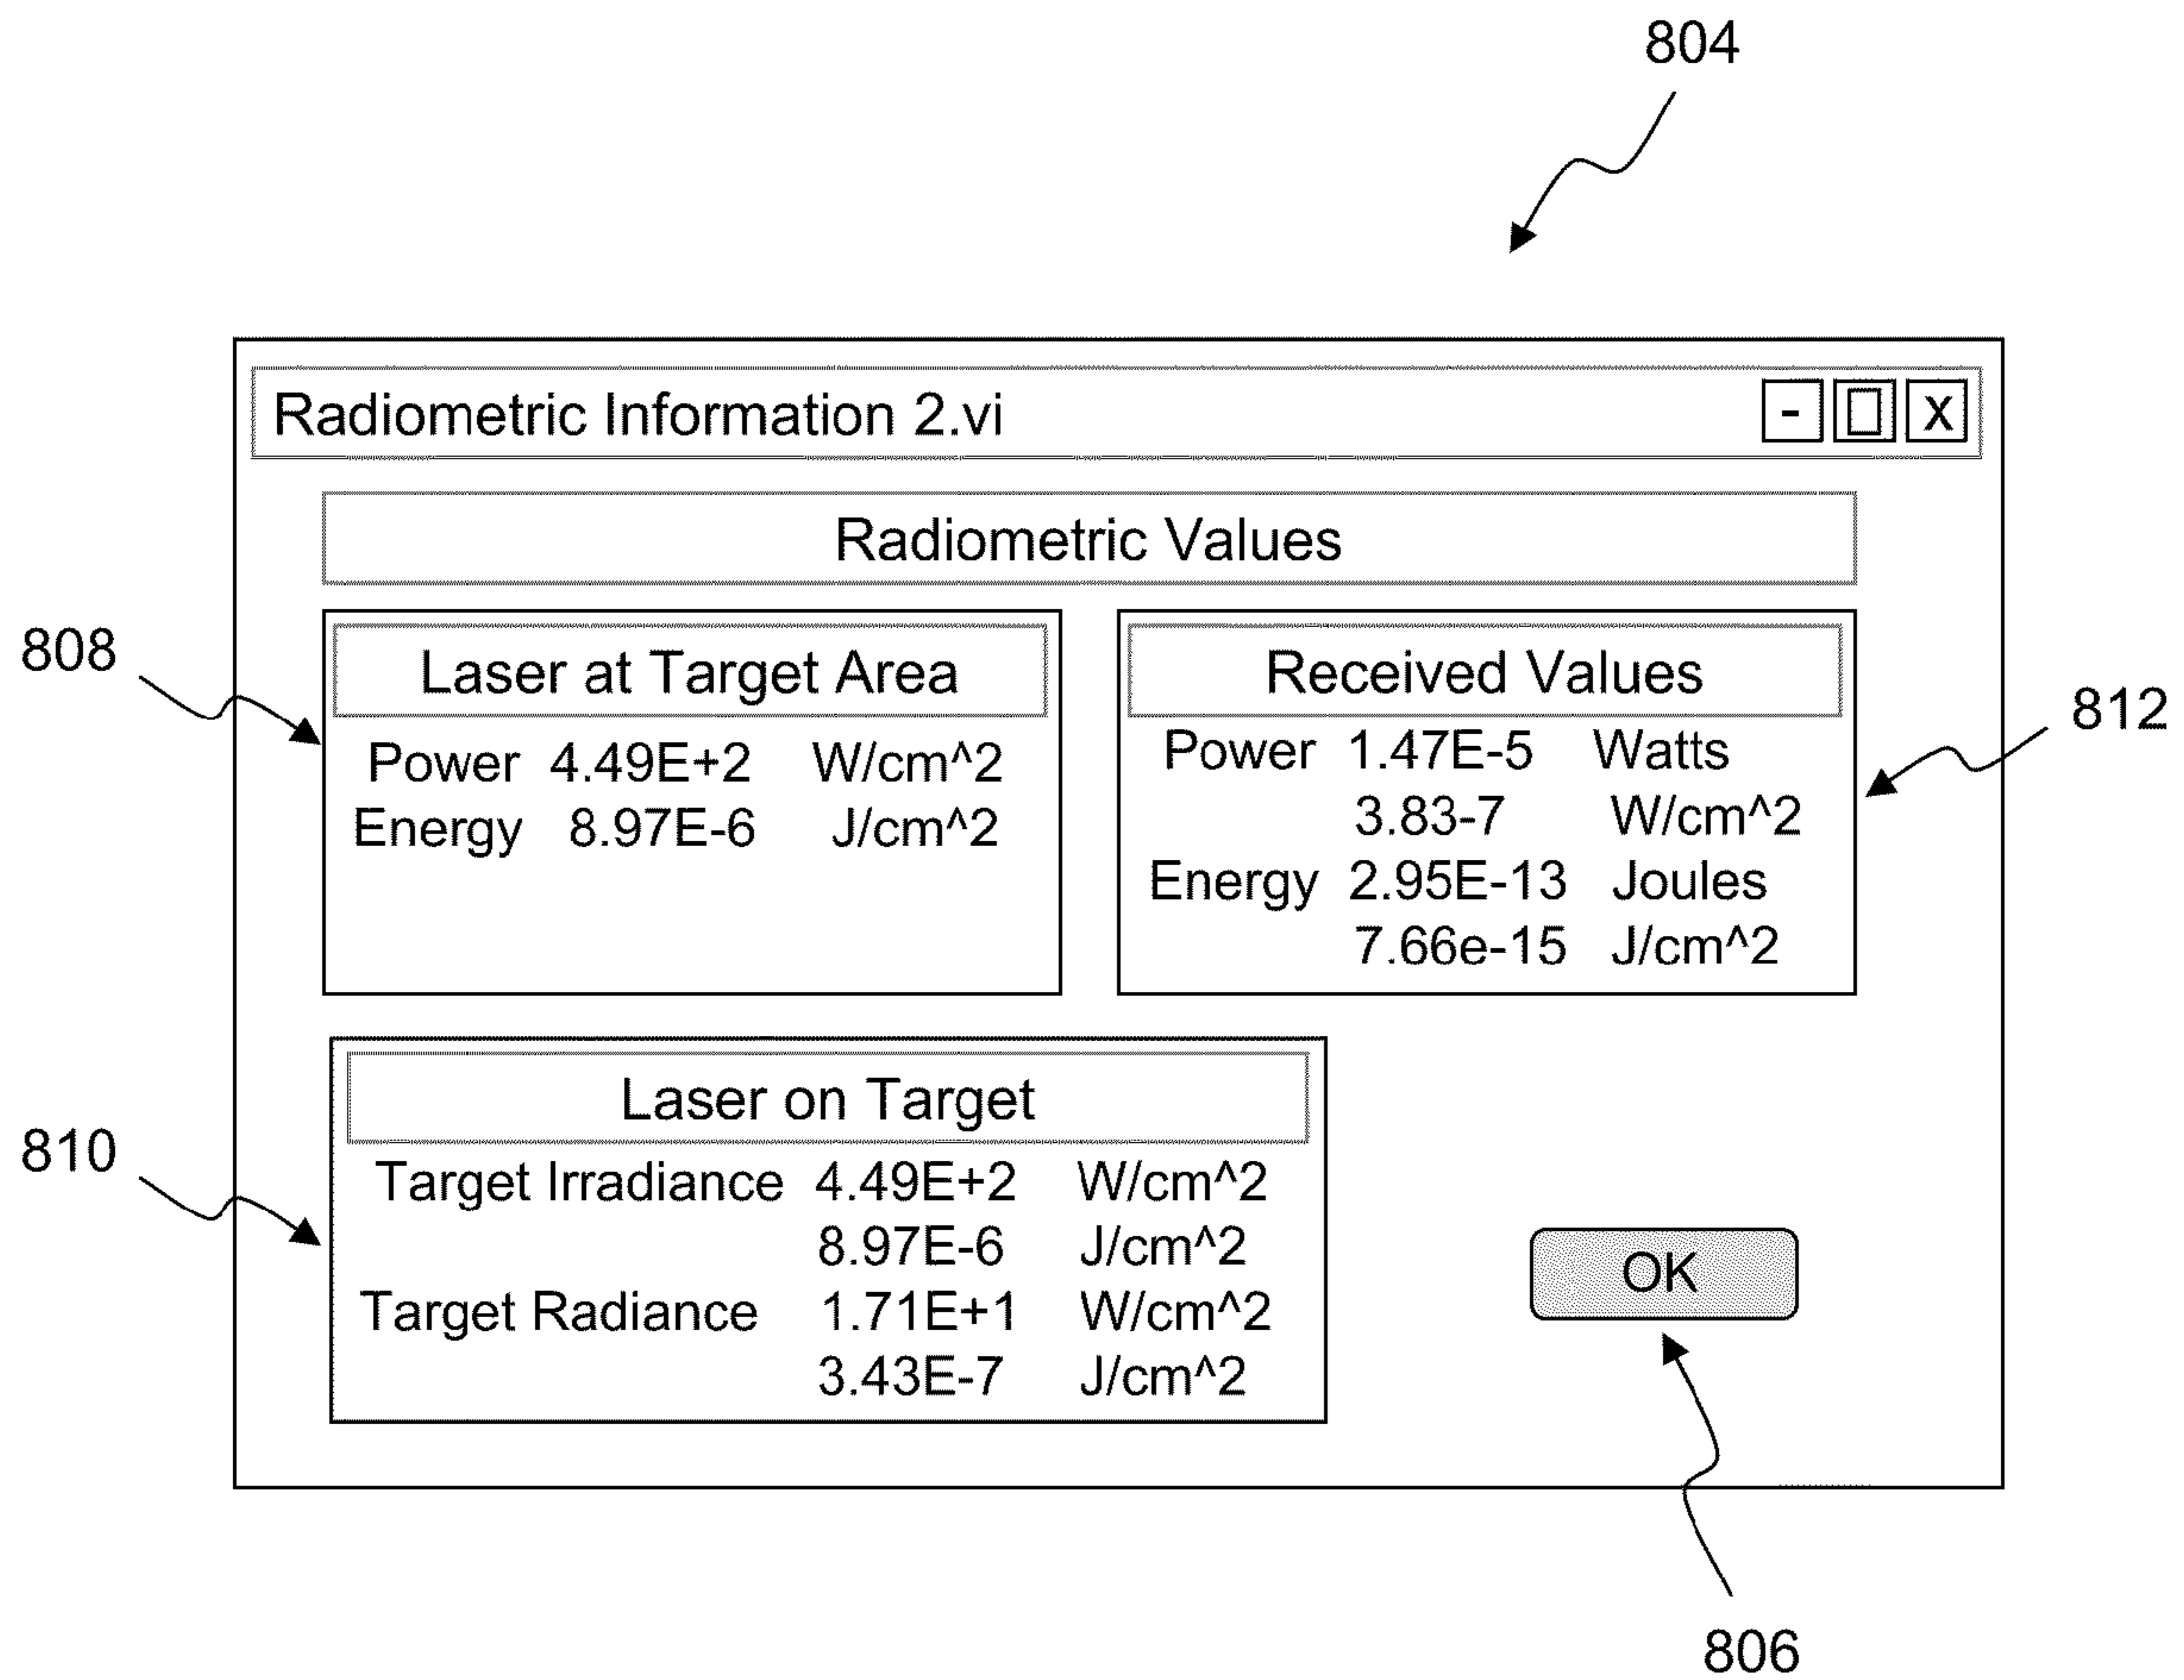 804
Radiometric Information 2.vi - X
Radiometric Values
808
Laser at Target Area
Power 4.49E+2 W/cm^2
Energy 8.97E-6 J/cm^2
Received Values
812
Power 1.47E-5 Watts
3.83-7 W/cm^2
Energy 2.95E-13 Joules
7.66e-15 J/cm^2
810
Laser on Target
Target Irradiance 4.49E+2 W/cm^2
8.97E-6 J/cm^2
Target Radiance 1.71E+1 W/cm^2
3.43E-7 J/cm^2
OK
806